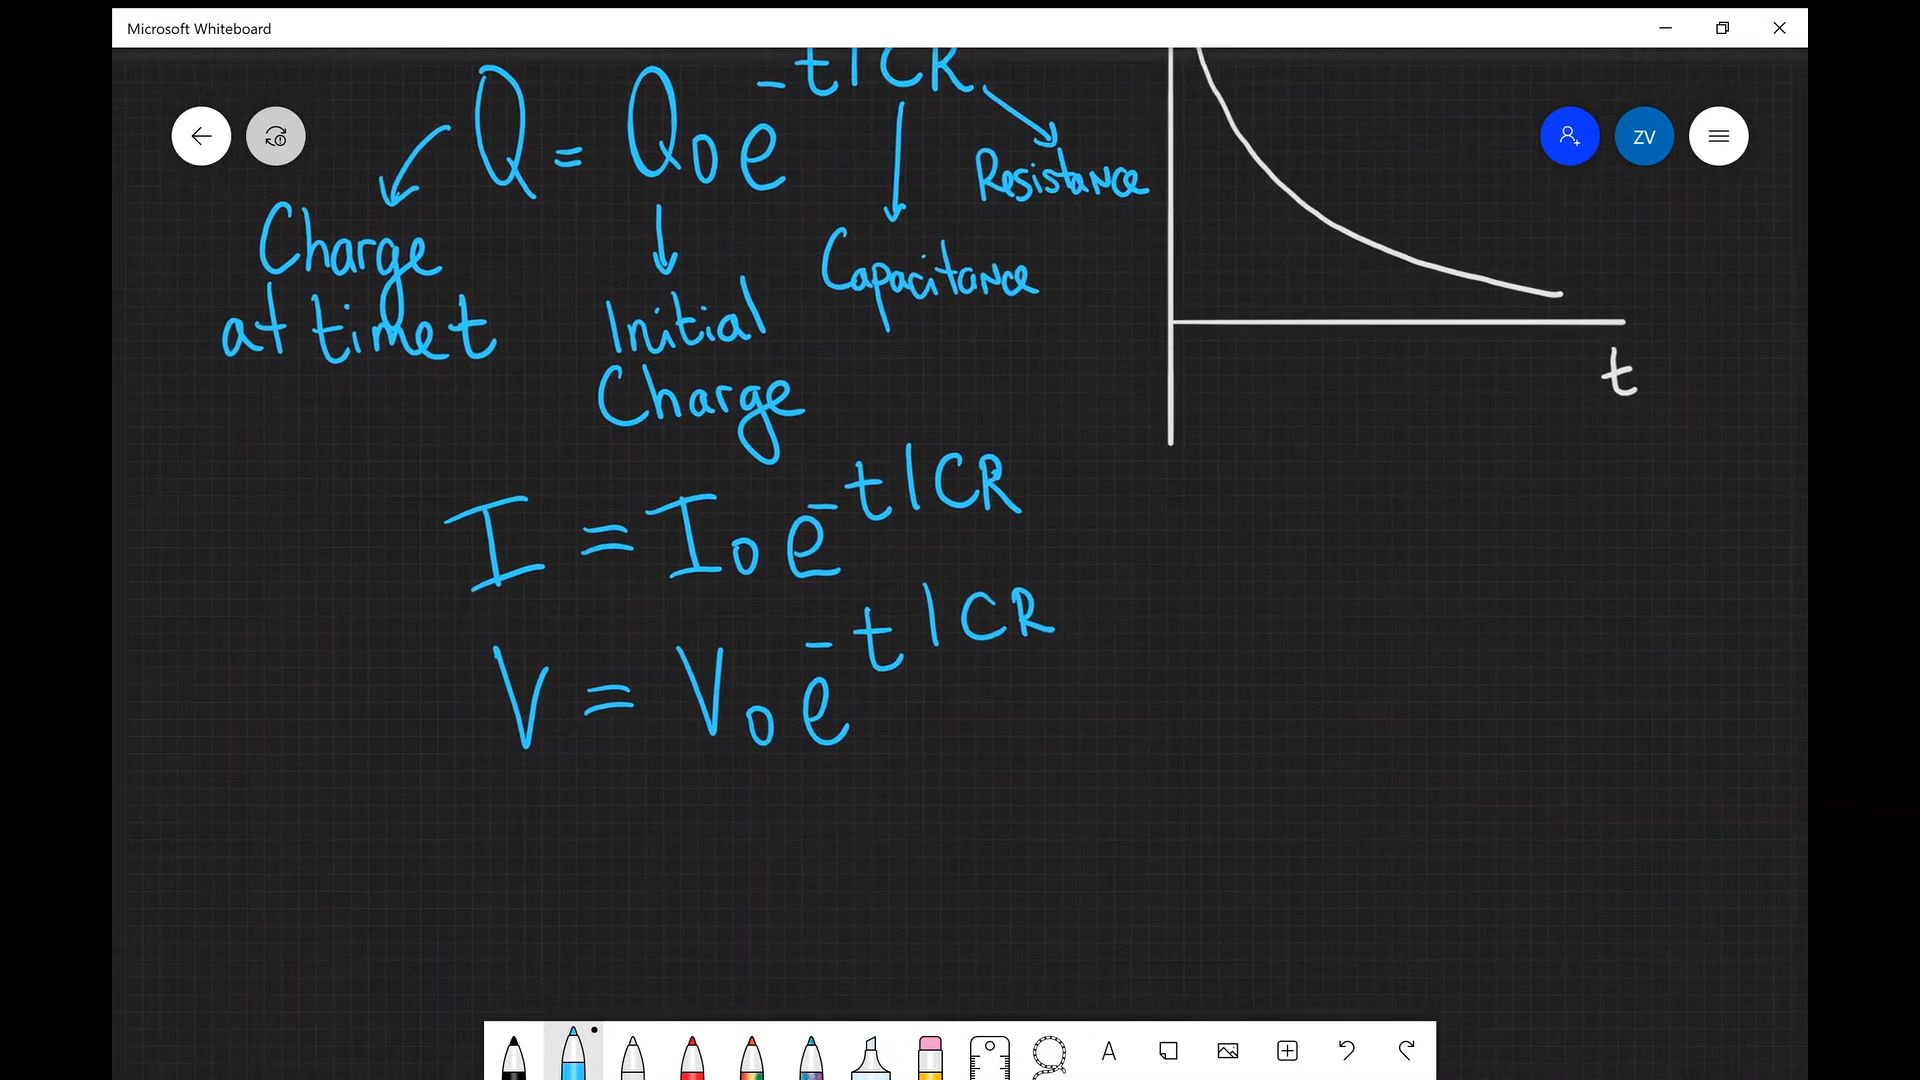 Microsoft Whiteboard
Q = Q₀e^-t/CR
ZV
Resistance
Charge
at time t
Capacitance
Initial
Charge
t
I = I₀e^-t/CR
V = V₀e^-t/CR
A